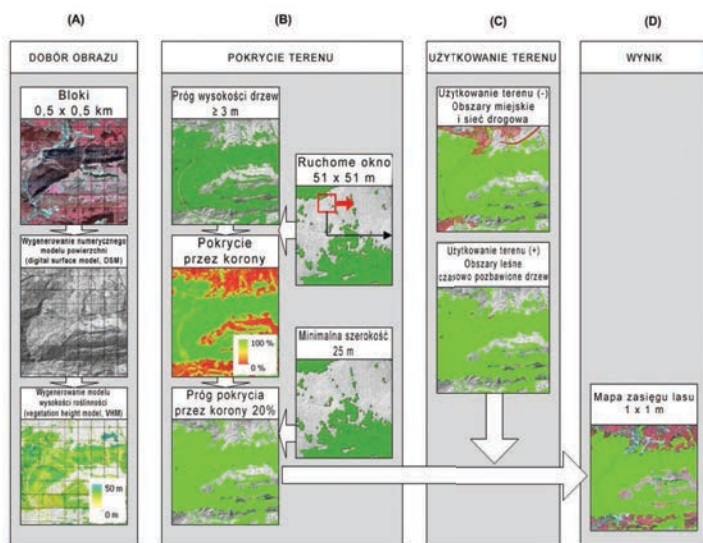 (A)
DOBÓR OBRAZU
Bloki
0,5 x 0,5 km
Wygenerowanie numerycznego
modelu powierzchni
(digital surface model, DSM)
Wygenerowanie modelu
wysokości roślinności
(vegetation height model, VHM)
50 m
0 m
(B)
POKRYCIE TERENU
Próg wysokości drzew
≥ 3 m
Ruchome okno
51 x 51 m
Pokrycie
przez korony
100 %
0 %
Minimalna szerokość
25 m
Próg pokrycia
przez korony 20%
(C)
UŻYTKOWANIE TERENU
Użytkowanie terenu (-)
Obszary miejskie
i sieć drogowa
Użytkowanie terenu (+)
Obszary leśne
czasowo pozbawione drzew
(D)
WYNIK
Mapa zasięgu lasu
1 x 1 m